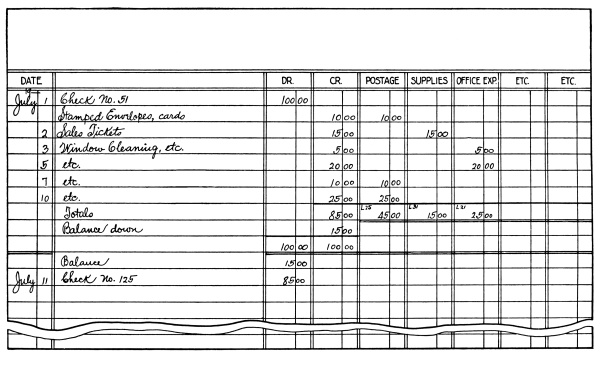 DATE DR. CR. POSTAGE SUPPLIES OFFICE EXP. ETC. ETC.
19
July 1 Check No. 51 100 00
Stamped Envelopes, cards 10 00 10 00
2 Sales Tickets 15 00 15 00
3 Window Cleaning, etc. 5 00 5 00
5 etc. 20 00 20 00
7 etc. 10 00 10 00
10 etc. 25 00 25 00
Totals 85 00 L25 45 00 L31 15 00 L21 25 00
Balance down 15 00
100 00 100 00
Balance 15 00
July 11 Check No. 125 85 00